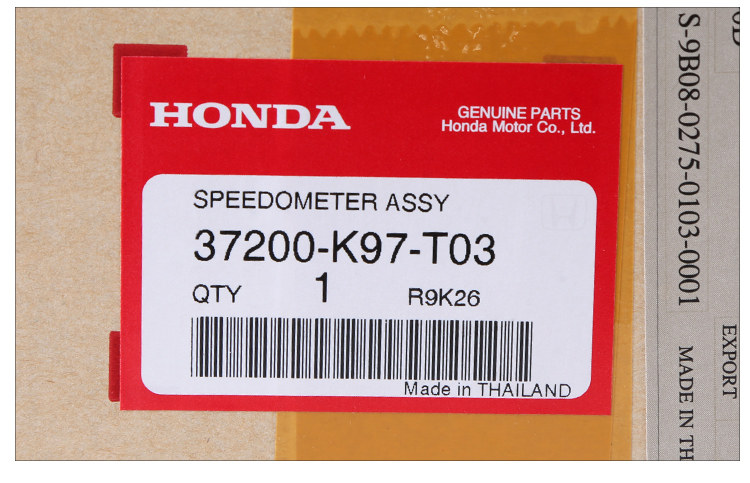 HONDA
GENUINE PARTS
Honda Motor Co., Ltd.
SPEEDOMETER ASSY
37200-K97-T03
QTY 1 R9K26
Made in THAILAND
S-9B08-0275-0103-0001
EXPORT
MADE IN TH